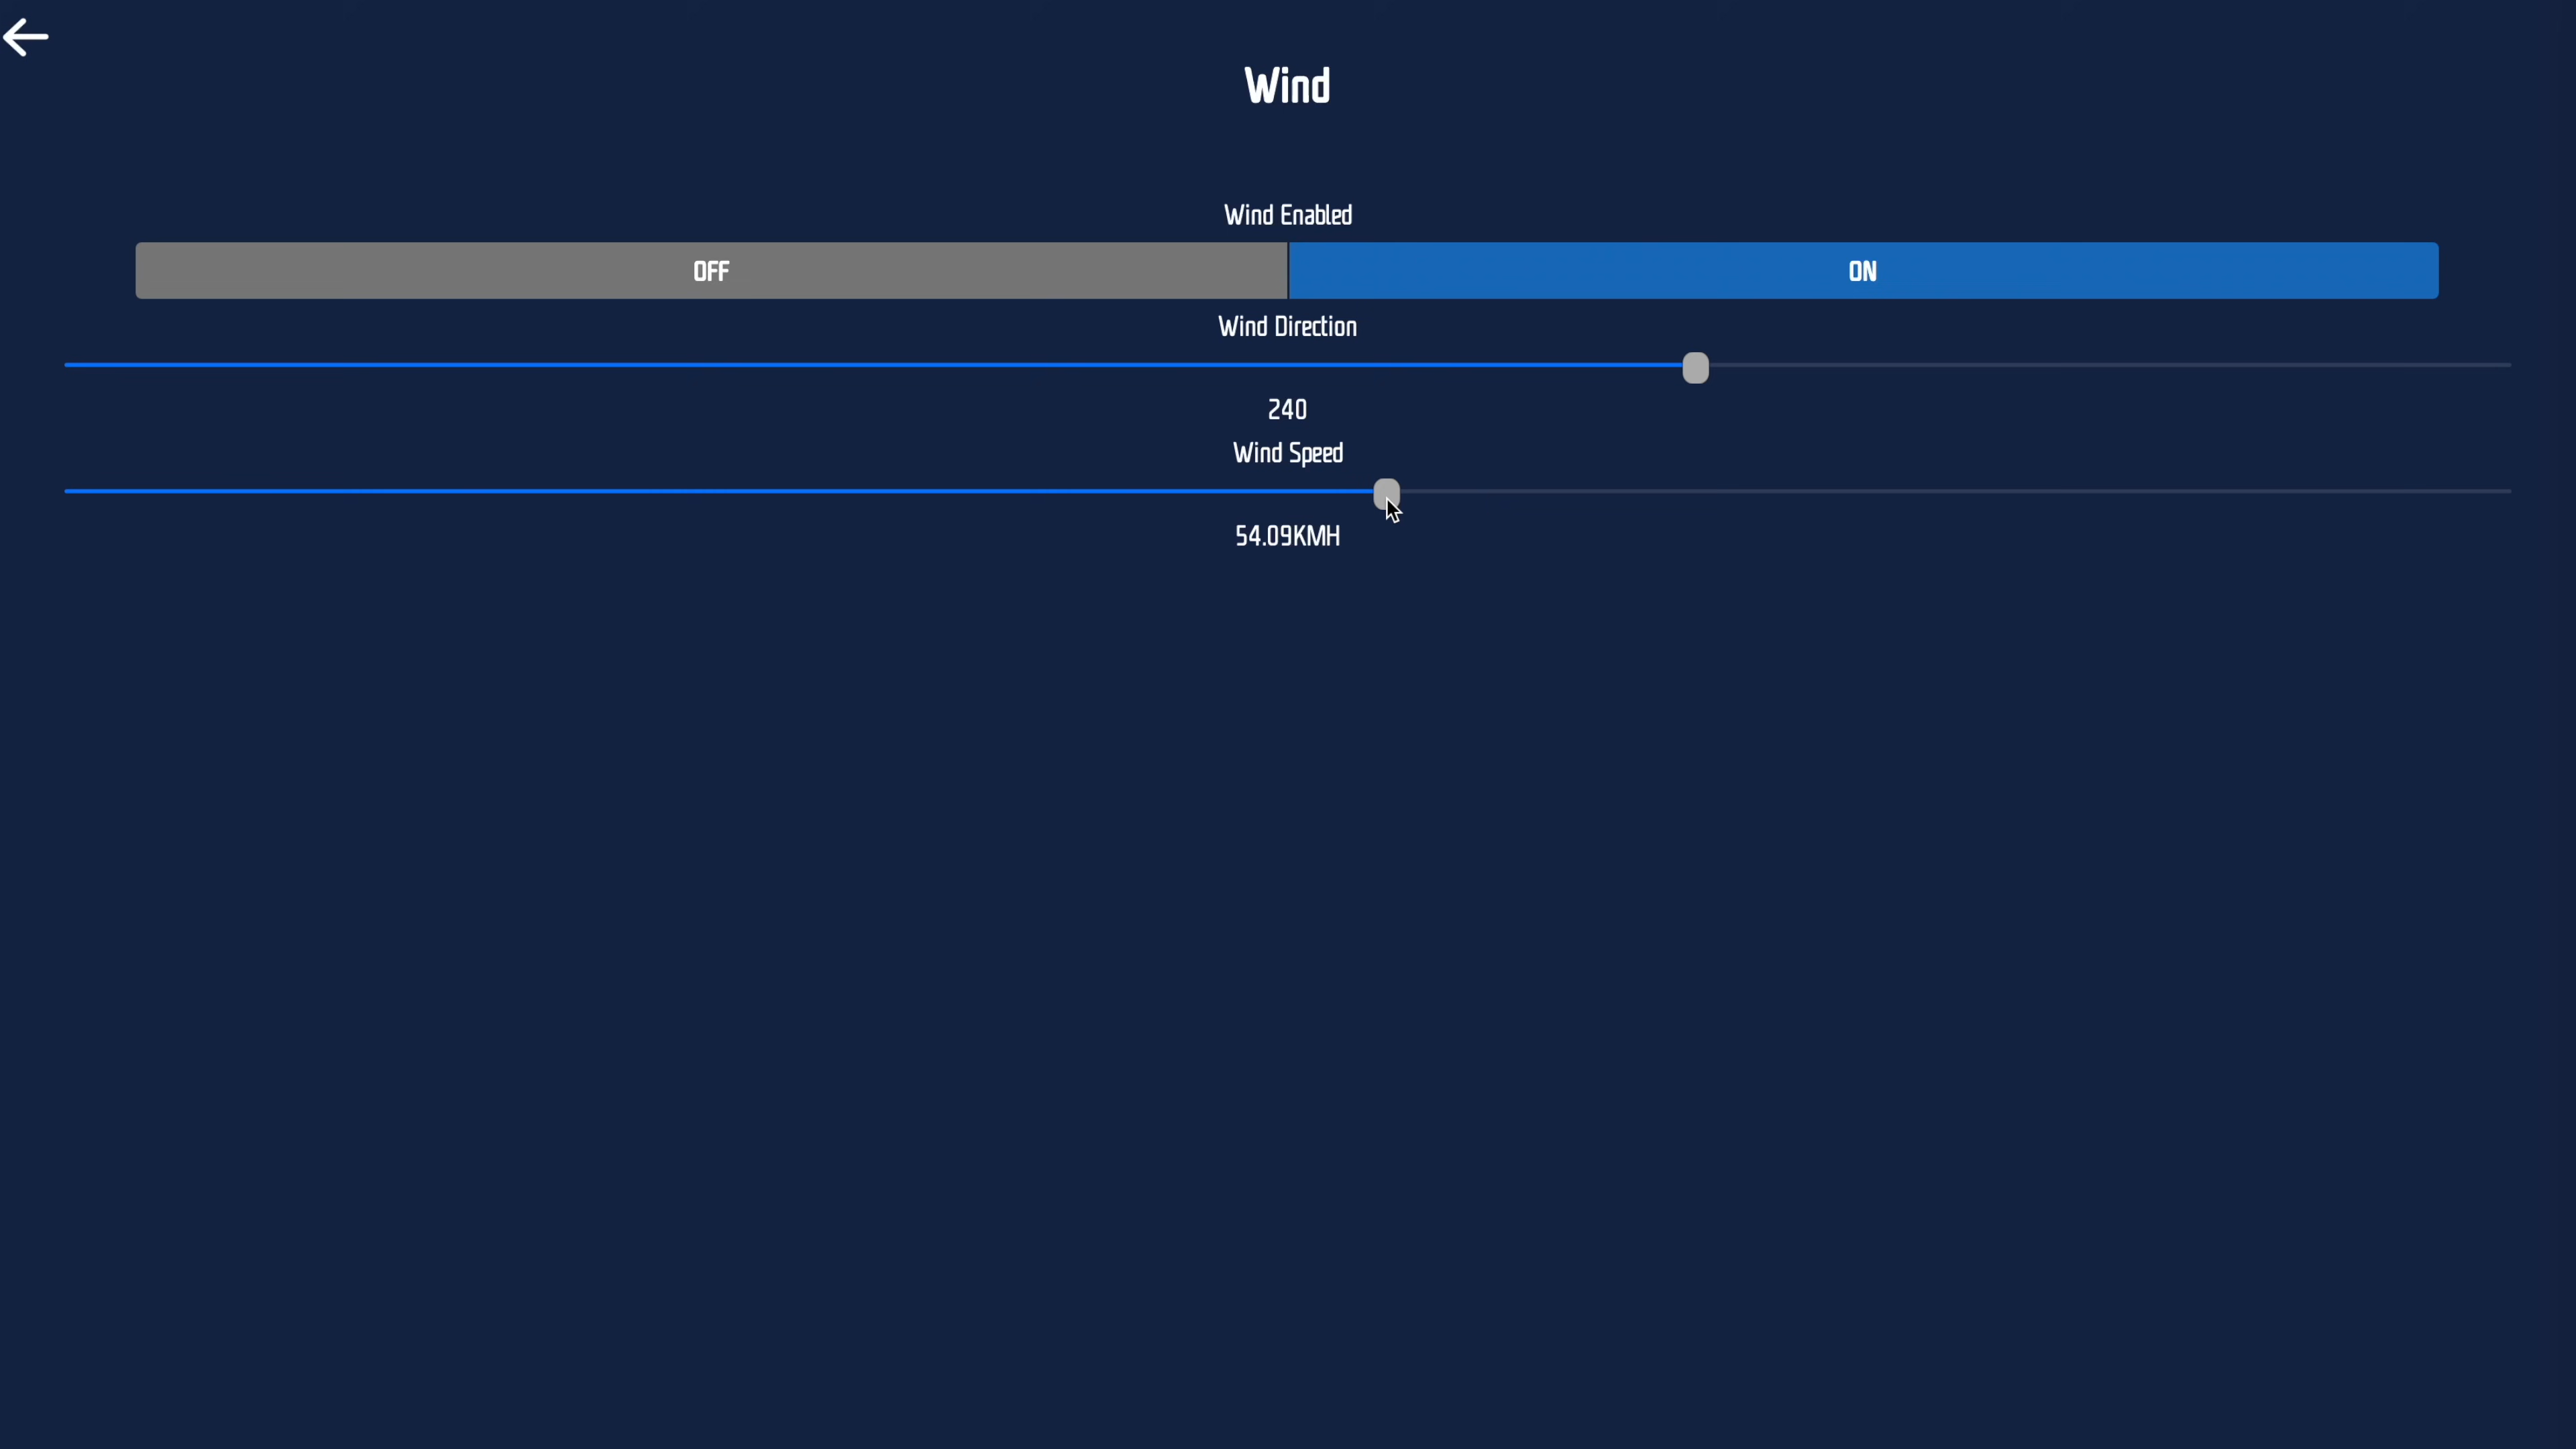 Wind
Wind Enabled
OFF
ON
Wind Direction
240
Wind Speed
54.09KMH